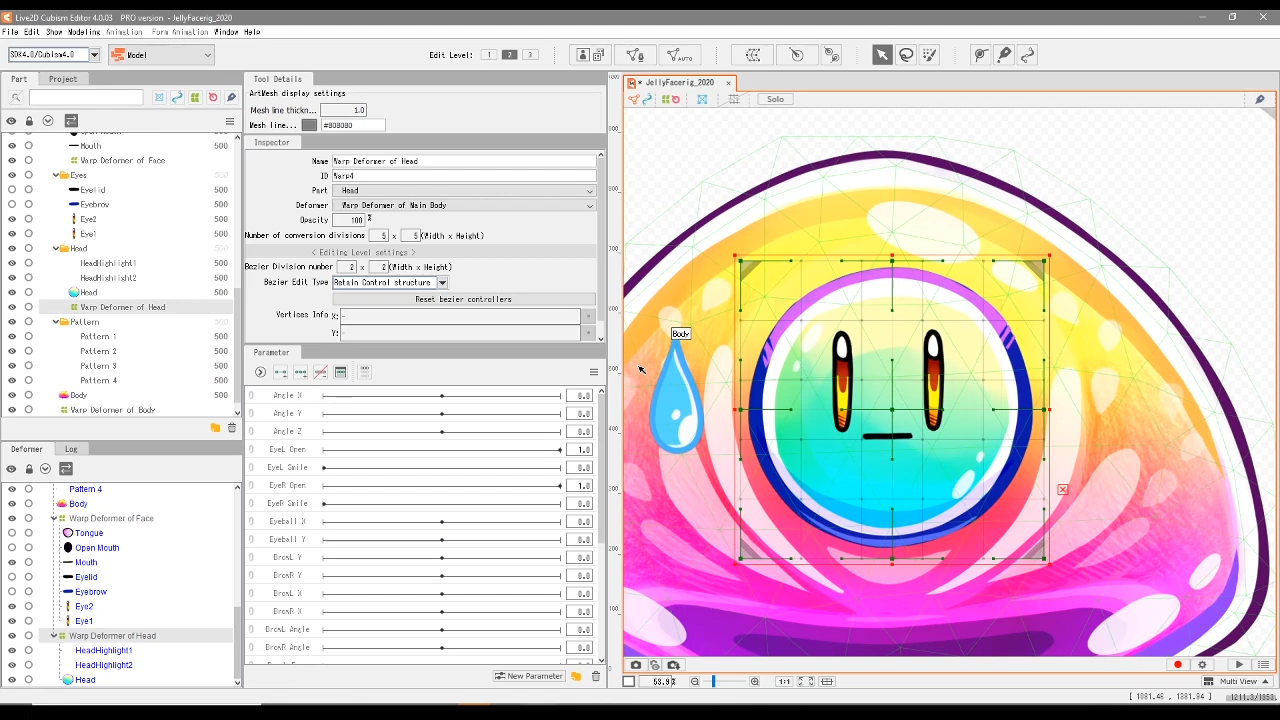 Live2D Cubism Editor 4.0.03 PRO version - JellyFacerig_2020
File Edit Show Modeling Animation Form Animation Window Help
SDK4.0/Cubism4.0 Model Edit Level: 1 2 3 AUTO
Part Project
500
Mouth 500
Warp Deformer of Face 500
Eyes
Eyelid 500
Eyebrov 500
Eye2 500
Eye1 500
Head 500
HeadHighlight1 500
HeadHighlight2 500
Head 500
Warp Deformer of Head 500
Pattern 500
Pattern 1 500
Pattern 2 500
Pattern 3 500
Pattern 4 500
Body 500
Warp Deformer of Body 500
Deformer Log
Pattern 4
Body
Warp Deformer of Face
Tongue
Open Mouth
Mouth
Eyelid
Eyebrow
Eye2
Eye1
Warp Deformer of Head
HeadHighlight1
HeadHighlight2
Head
Tool Details
ArtMesh display settings
Mesh line thickn... 1.0
Mesh line... #808080
Inspector
Name Warp Deformer of Head
ID Warp4
Part Head
Deformer Warp Deformer of Main Body
Opacity 100 %
Number of conversion divisions 5 x 5 (Width x Height)
< Editing Level settings >
Bezier Division number 2 x 2 (Width x Height)
Bezier Edit Type Retain Control structure
Reset bezier controllers
Vertices Info X: -
Y: -
Parameter
Angle X 0.0
Angle Y 0.0
Angle Z 0.0
EyeL Open 1.0
EyeL Smile 0.0
EyeR Open 1.0
EyeR Smile 0.0
Eyeball X 0.0
Eyeball Y 0.0
BrowL Y 0.0
BrowR Y 0.0
BrowL X 0.0
BrowR X 0.0
BrowL Angle 0.0
BrowR Angle 0.0
New Parameter
* JellyFacerig_2020
Solo
Body
1:1
Multi View